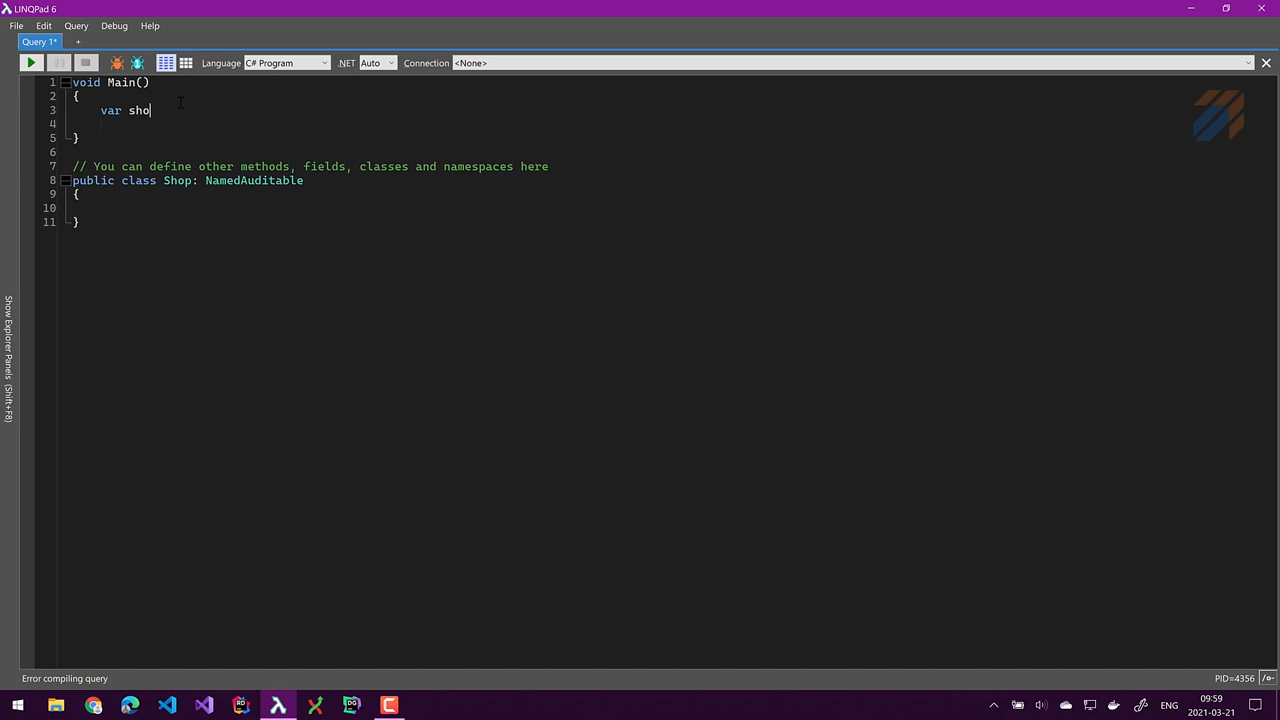 LINQPad 6
File Edit Query Debug Help
Query 1* +
Language C# Program .NET Auto Connection <None>
1 void Main()
2 {
3 var sho
4
5 }
6
7 // You can define other methods, fields, classes and namespaces here
8 public class Shop: NamedAuditable
9 {
10
11 }
Show Explorer Panels (Shift+F8)
Error compiling query PID=4356 /o-
RD DG ENG 09:59
2021-03-21